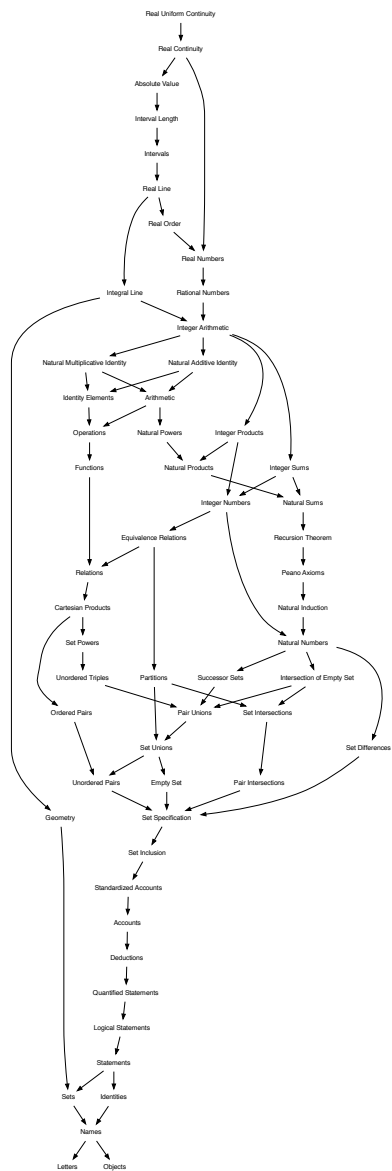 Real Uniform Continuity
Real Continuity
Absolute Value
Interval Length
Intervals
Real Line
Real Order
Real Numbers
Integral Line
Rational Numbers
Integer Arithmetic
Natural Multiplicative Identity
Natural Additive Identity
Identity Elements
Arithmetic
Operations
Natural Powers
Integer Products
Functions
Natural Products
Integer Sums
Integer Numbers
Natural Sums
Equivalence Relations
Recursion Theorem
Relations
Peano Axioms
Cartesian Products
Natural Induction
Set Powers
Natural Numbers
Unordered Triples
Partitions
Successor Sets
Intersection of Empty Set
Ordered Pairs
Pair Unions
Set Intersections
Set Unions
Set Differences
Unordered Pairs
Empty Set
Pair Intersections
Geometry
Set Specification
Set Inclusion
Standardized Accounts
Accounts
Deductions
Quantified Statements
Logical Statements
Statements
Sets
Identities
Names
Letters
Objects